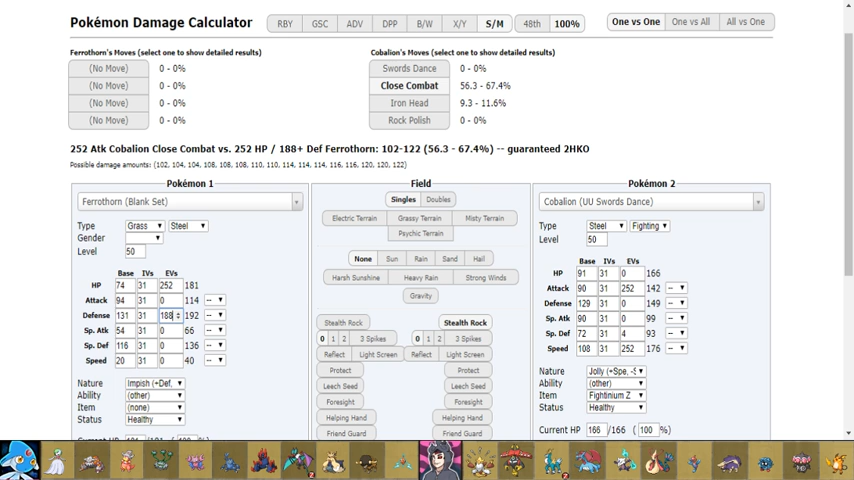 Pokémon Damage Calculator RBY GSC ADV DPP B/W X/Y S/M 48th 100% One vs One One vs All All vs One
Ferrothorn's Moves (select one to show detailed results) Cobalion's Moves (select one to show detailed results)
(No Move) 0 - 0% Swords Dance 0 - 0%
(No Move) 0 - 0% Close Combat 56.3 - 67.4%
(No Move) 0 - 0% Iron Head 9.3 - 11.6%
(No Move) 0 - 0% Rock Polish 0 - 0%
252 Atk Cobalion Close Combat vs. 252 HP / 188+ Def Ferrothorn: 102-122 (56.3 - 67.4%) -- guaranteed 2HKO
Possible damage amounts: (102, 104, 104, 108, 108, 108, 110, 110, 114, 114, 114, 116, 116, 120, 120, 122)
Pokémon 1
Ferrothorn (Blank Set)
Type Grass Steel
Gender
Level 50
Base IVs EVs
HP 74 31 252 181
Attack 94 31 0 114 --
Defense 131 31 188 192 --
Sp. Atk 54 31 0 66 --
Sp. Def 116 31 0 136 --
Speed 20 31 0 40 --
Nature Impish (+Def,
Ability (other)
Item (none)
Status Healthy
Field
Singles Doubles
Electric Terrain Grassy Terrain Misty Terrain
Psychic Terrain
None Sun Rain Sand Hail
Harsh Sunshine Heavy Rain Strong Winds
Gravity
Stealth Rock Stealth Rock
0 1 2 3 Spikes 0 1 2 3 Spikes
Reflect Light Screen Reflect Light Screen
Protect Protect
Leech Seed Leech Seed
Foresight Foresight
Helping Hand Helping Hand
Friend Guard Friend Guard
Pokémon 2
Cobalion (UU Swords Dance)
Type Steel Fighting
Level 50
Base IVs EVs
HP 91 31 0 166
Attack 90 31 252 142 --
Defense 129 31 0 149 --
Sp. Atk 90 31 0 99 --
Sp. Def 72 31 4 93 --
Speed 108 31 252 176 --
Nature Jolly (+Spe, -S
Ability (other)
Item Fightinium Z
Status Healthy
Current HP 166 /166 ( 100 %)